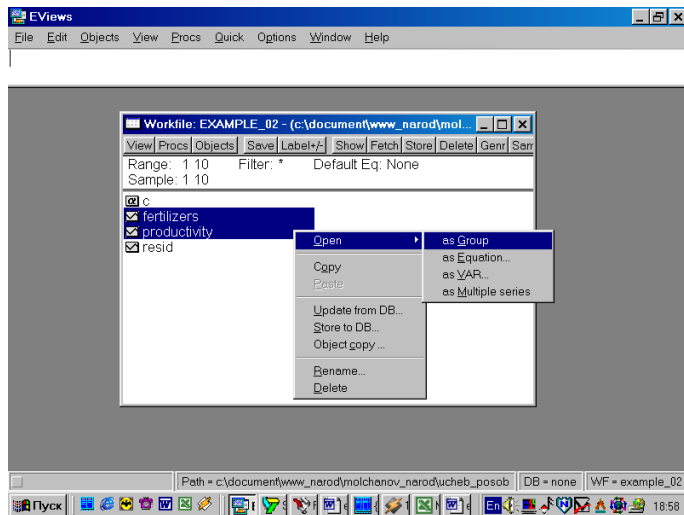 EViews
File Edit Objects View Procs Quick Options Window Help
Workfile: EXAMPLE_02 - (c:\document\www_narod\mol...
View Procs Objects Save Label+/- Show Fetch Store Delete Genr Sam
Range: 1 10 Filter: * Default Eq: None
Sample: 1 10
c
fertilizers
productivity
resid
Open
Copy
Paste
Update from DB...
Store to DB...
Object copy ...
Rename...
Delete
as Group
as Equation...
as VAR...
as Multiple series
Path = c:\document\www_narod\molchanov_narod\ucheb_posob DB = none WF = example_02
Пуск En 18:58